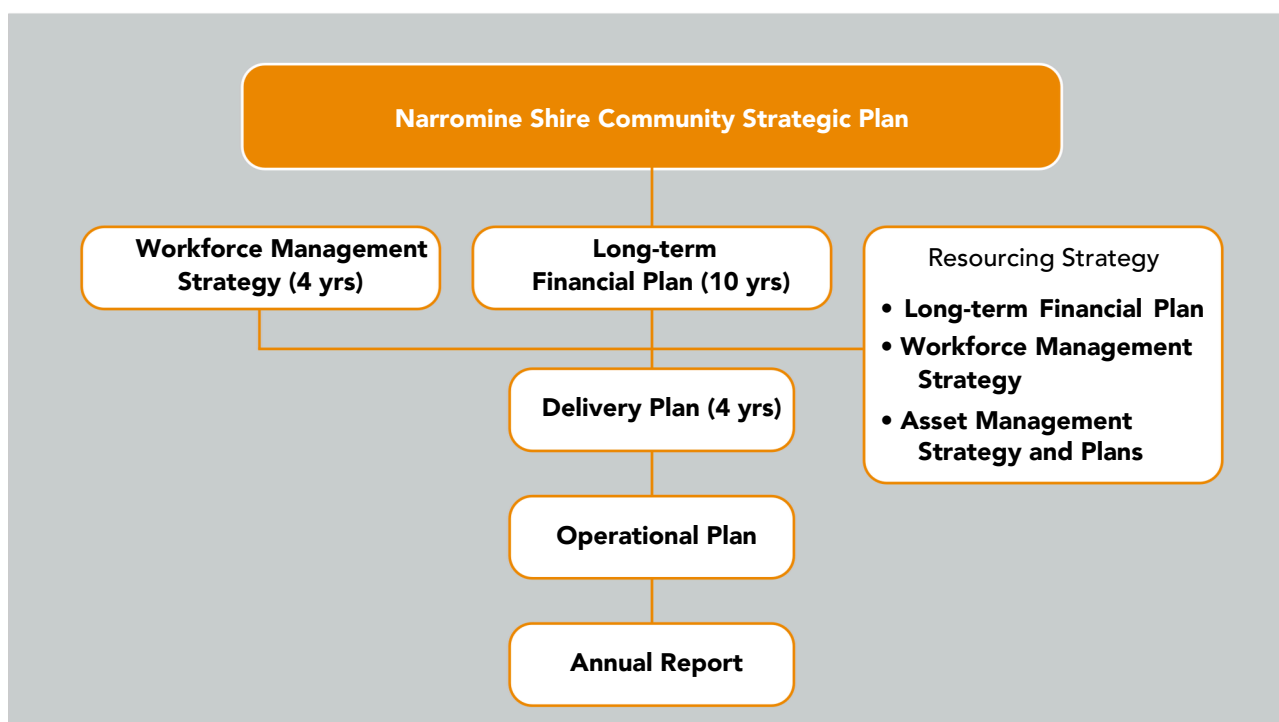 Narromine Shire Community Strategic Plan
Workforce Management
Strategy (4 yrs)
Long-term
Financial Plan (10 yrs)
Resourcing Strategy
• Long-term Financial Plan
• Workforce Management
Strategy
• Asset Management
Strategy and Plans
Delivery Plan (4 yrs)
Operational Plan
Annual Report